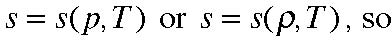 s = s(p, T) or s = s(ρ, T), so